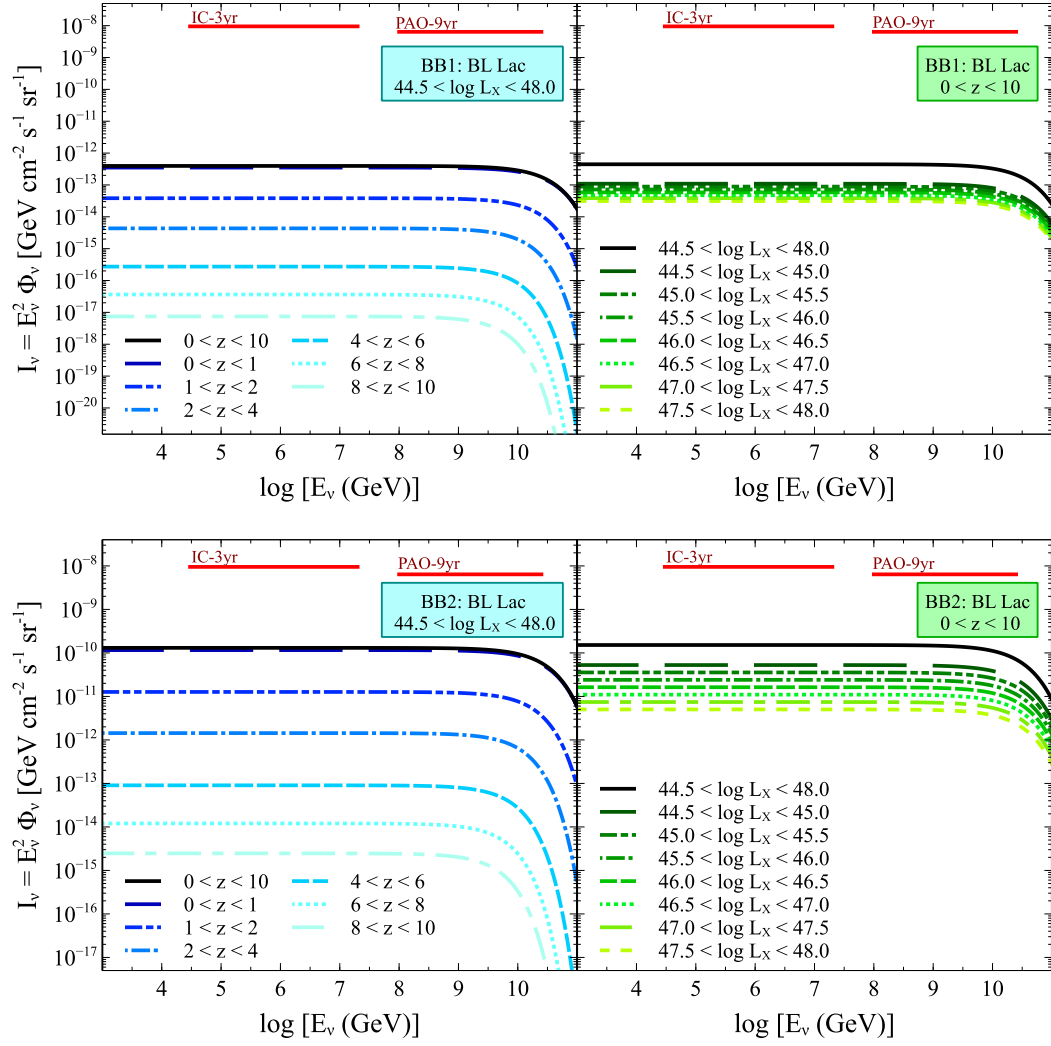 IC-3yr
PAO-9yr
BB1: BL Lac
44.5 < log L_X < 48.0
I_ν = E_ν^2 Φ_ν [GeV cm^-2 s^-1 sr^-1]
10^-8
10^-9
10^-10
10^-11
10^-12
10^-13
10^-14
10^-15
10^-16
10^-17
10^-18
10^-19
10^-20
0 < z < 10
0 < z < 1
1 < z < 2
2 < z < 4
4 < z < 6
6 < z < 8
8 < z < 10
4 5 6 7 8 9 10
log [E_ν (GeV)]
IC-3yr
PAO-9yr
BB1: BL Lac
0 < z < 10
44.5 < log L_X < 48.0
44.5 < log L_X < 45.0
45.0 < log L_X < 45.5
45.5 < log L_X < 46.0
46.0 < log L_X < 46.5
46.5 < log L_X < 47.0
47.0 < log L_X < 47.5
47.5 < log L_X < 48.0
4 5 6 7 8 9 10
log [E_ν (GeV)]
IC-3yr
PAO-9yr
BB2: BL Lac
44.5 < log L_X < 48.0
I_ν = E_ν^2 Φ_ν [GeV cm^-2 s^-1 sr^-1]
10^-8
10^-9
10^-10
10^-11
10^-12
10^-13
10^-14
10^-15
10^-16
10^-17
0 < z < 10
0 < z < 1
1 < z < 2
2 < z < 4
4 < z < 6
6 < z < 8
8 < z < 10
4 5 6 7 8 9 10
log [E_ν (GeV)]
IC-3yr
PAO-9yr
BB2: BL Lac
0 < z < 10
44.5 < log L_X < 48.0
44.5 < log L_X < 45.0
45.0 < log L_X < 45.5
45.5 < log L_X < 46.0
46.0 < log L_X < 46.5
46.5 < log L_X < 47.0
47.0 < log L_X < 47.5
47.5 < log L_X < 48.0
4 5 6 7 8 9 10
log [E_ν (GeV)]